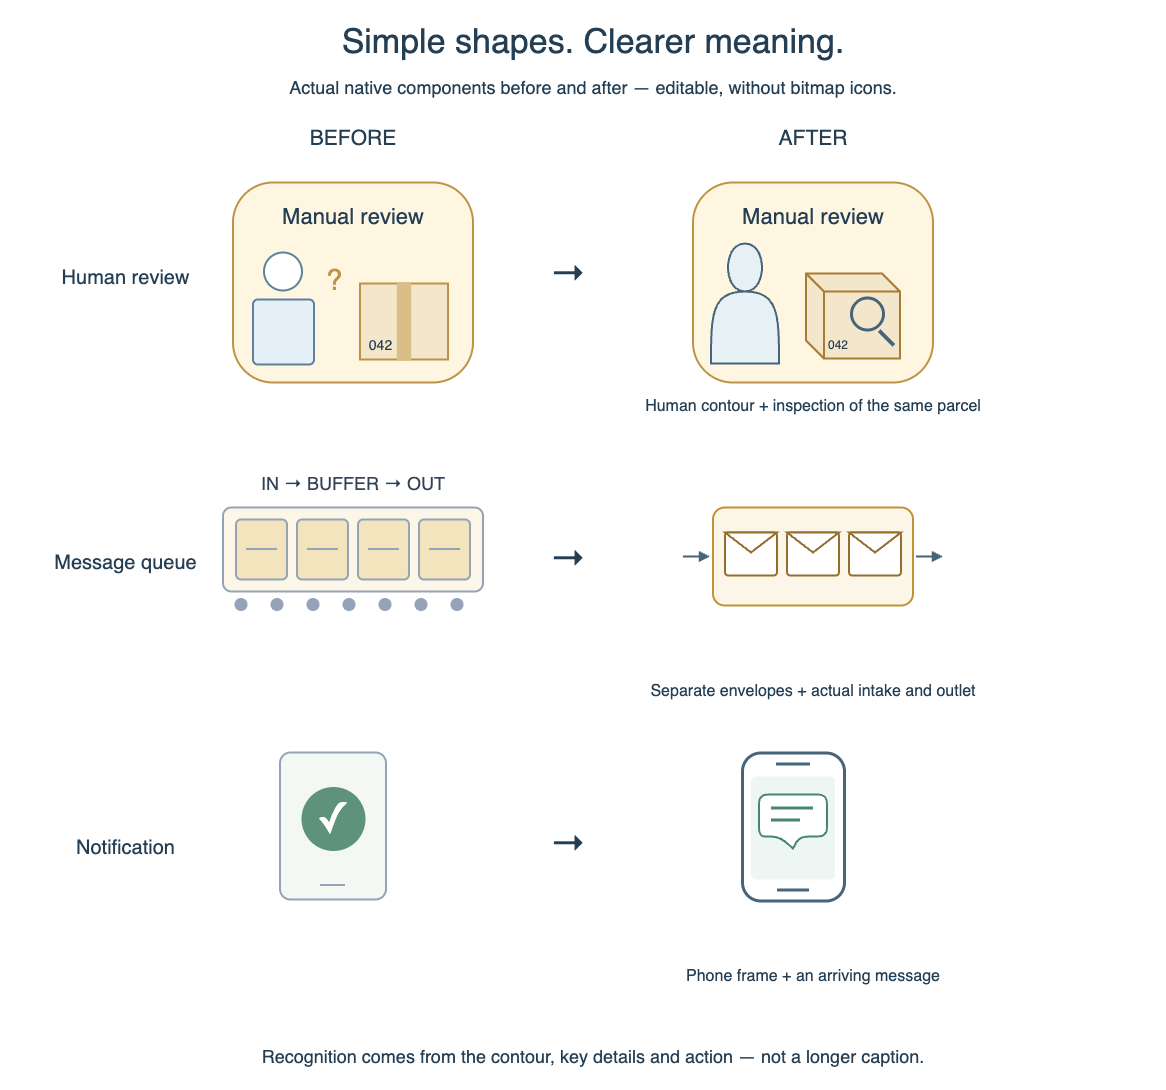 Simple shapes. Clearer meaning.
Actual native components before and after — editable, without bitmap icons.
BEFORE
AFTER
Manual review
Manual review
Human review
?
042
042
Human contour + inspection of the same parcel
IN → BUFFER → OUT
Message queue
Separate envelopes + actual intake and outlet
Notification
Phone frame + an arriving message
Recognition comes from the contour, key details and action — not a longer caption.